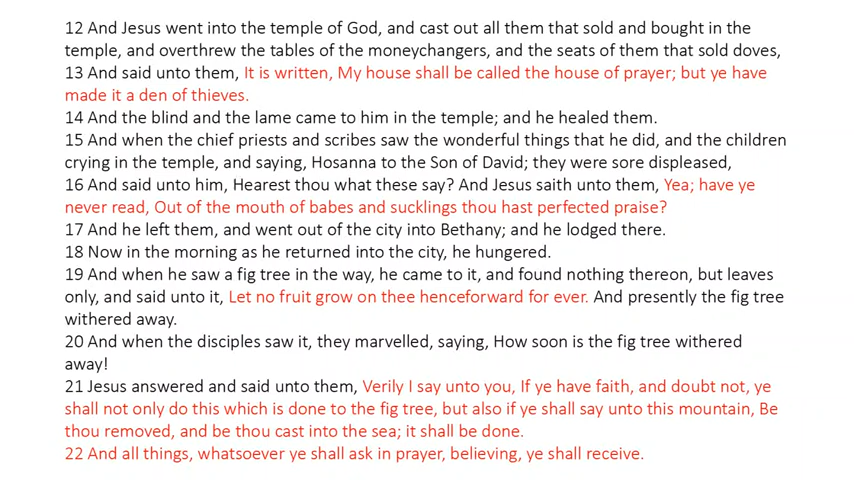 12 And Jesus went into the temple of God, and cast out all them that sold and bought in the
temple, and overthrew the tables of the moneychangers, and the seats of them that sold doves,
13 And said unto them, It is written, My house shall be called the house of prayer; but ye have
made it a den of thieves.
14 And the blind and the lame came to him in the temple; and he healed them.
15 And when the chief priests and scribes saw the wonderful things that he did, and the children
crying in the temple, and saying, Hosanna to the Son of David; they were sore displeased,
16 And said unto him, Hearest thou what these say? And Jesus saith unto them, Yea; have ye
never read, Out of the mouth of babes and sucklings thou hast perfected praise?
17 And he left them, and went out of the city into Bethany; and he lodged there.
18 Now in the morning as he returned into the city, he hungered.
19 And when he saw a fig tree in the way, he came to it, and found nothing thereon, but leaves
only, and said unto it, Let no fruit grow on thee henceforward for ever. And presently the fig tree
withered away.
20 And when the disciples saw it, they marvelled, saying, How soon is the fig tree withered
away!
21 Jesus answered and said unto them, Verily I say unto you, If ye have faith, and doubt not, ye
shall not only do this which is done to the fig tree, but also if ye shall say unto this mountain, Be
thou removed, and be thou cast into the sea; it shall be done.
22 And all things, whatsoever ye shall ask in prayer, believing, ye shall receive.